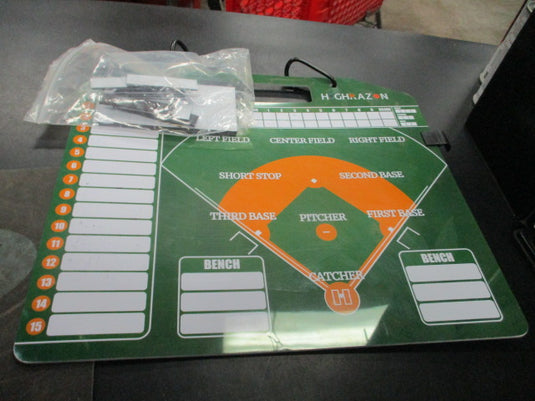 HIGHRAZON
LEFT FIELD CENTER FIELD RIGHT FIELD
SHORT STOP SECOND BASE
THIRD BASE PITCHER FIRST BASE
CATCHER
BENCH
BENCH
H
4
5
6
7
8
9
10
11
12
13
14
15